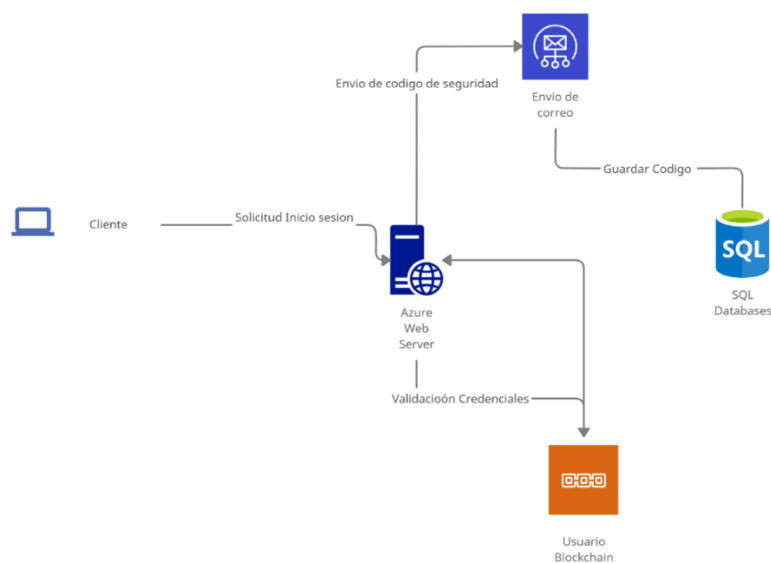 Envio de codigo de seguridad
Envio de
correo
Guardar Codigo
Cliente
Solicitud Inicio sesion
SQL
SQL
Databases
Azure
Web
Server
Validacioón Credenciales
Usuario
Blockchain